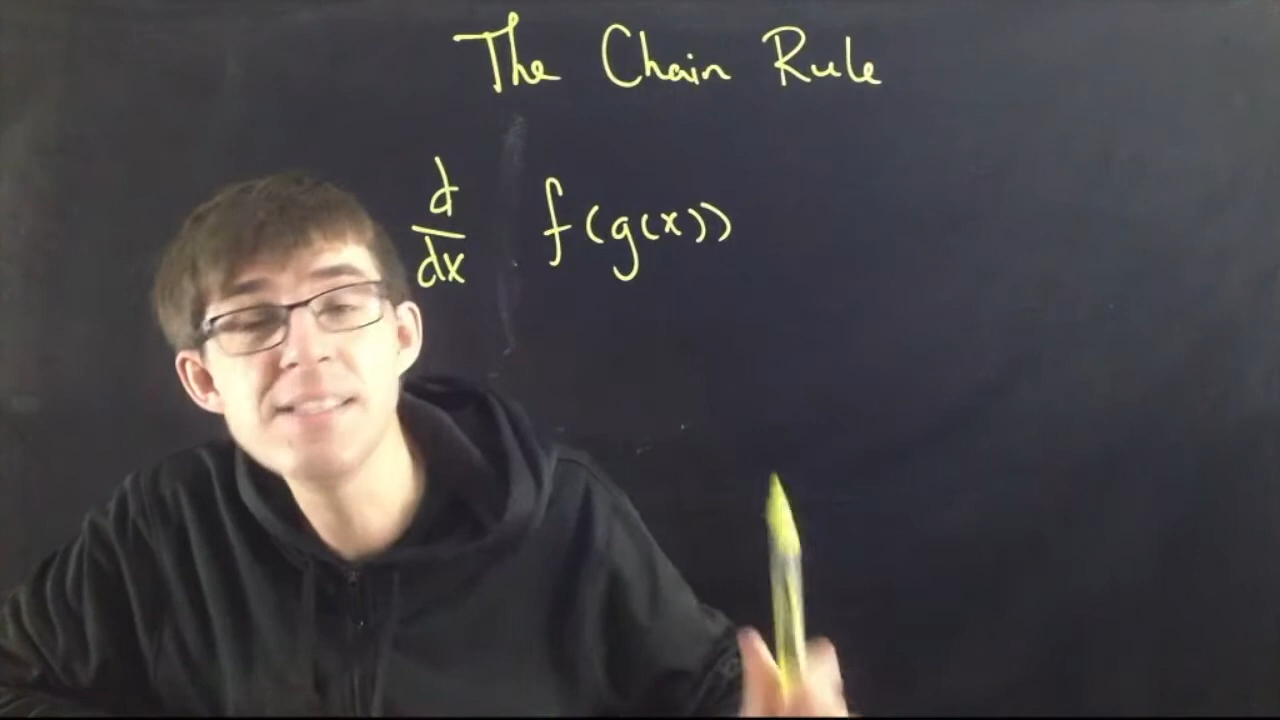 The Chain Rule
d/dx f(g(x))